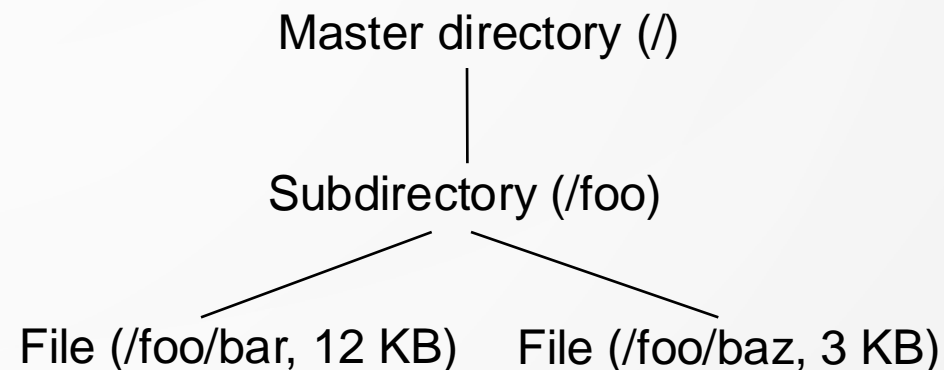 Master directory (/)
Subdirectory (/foo)
File (/foo/bar, 12 KB)
File (/foo/baz, 3 KB)